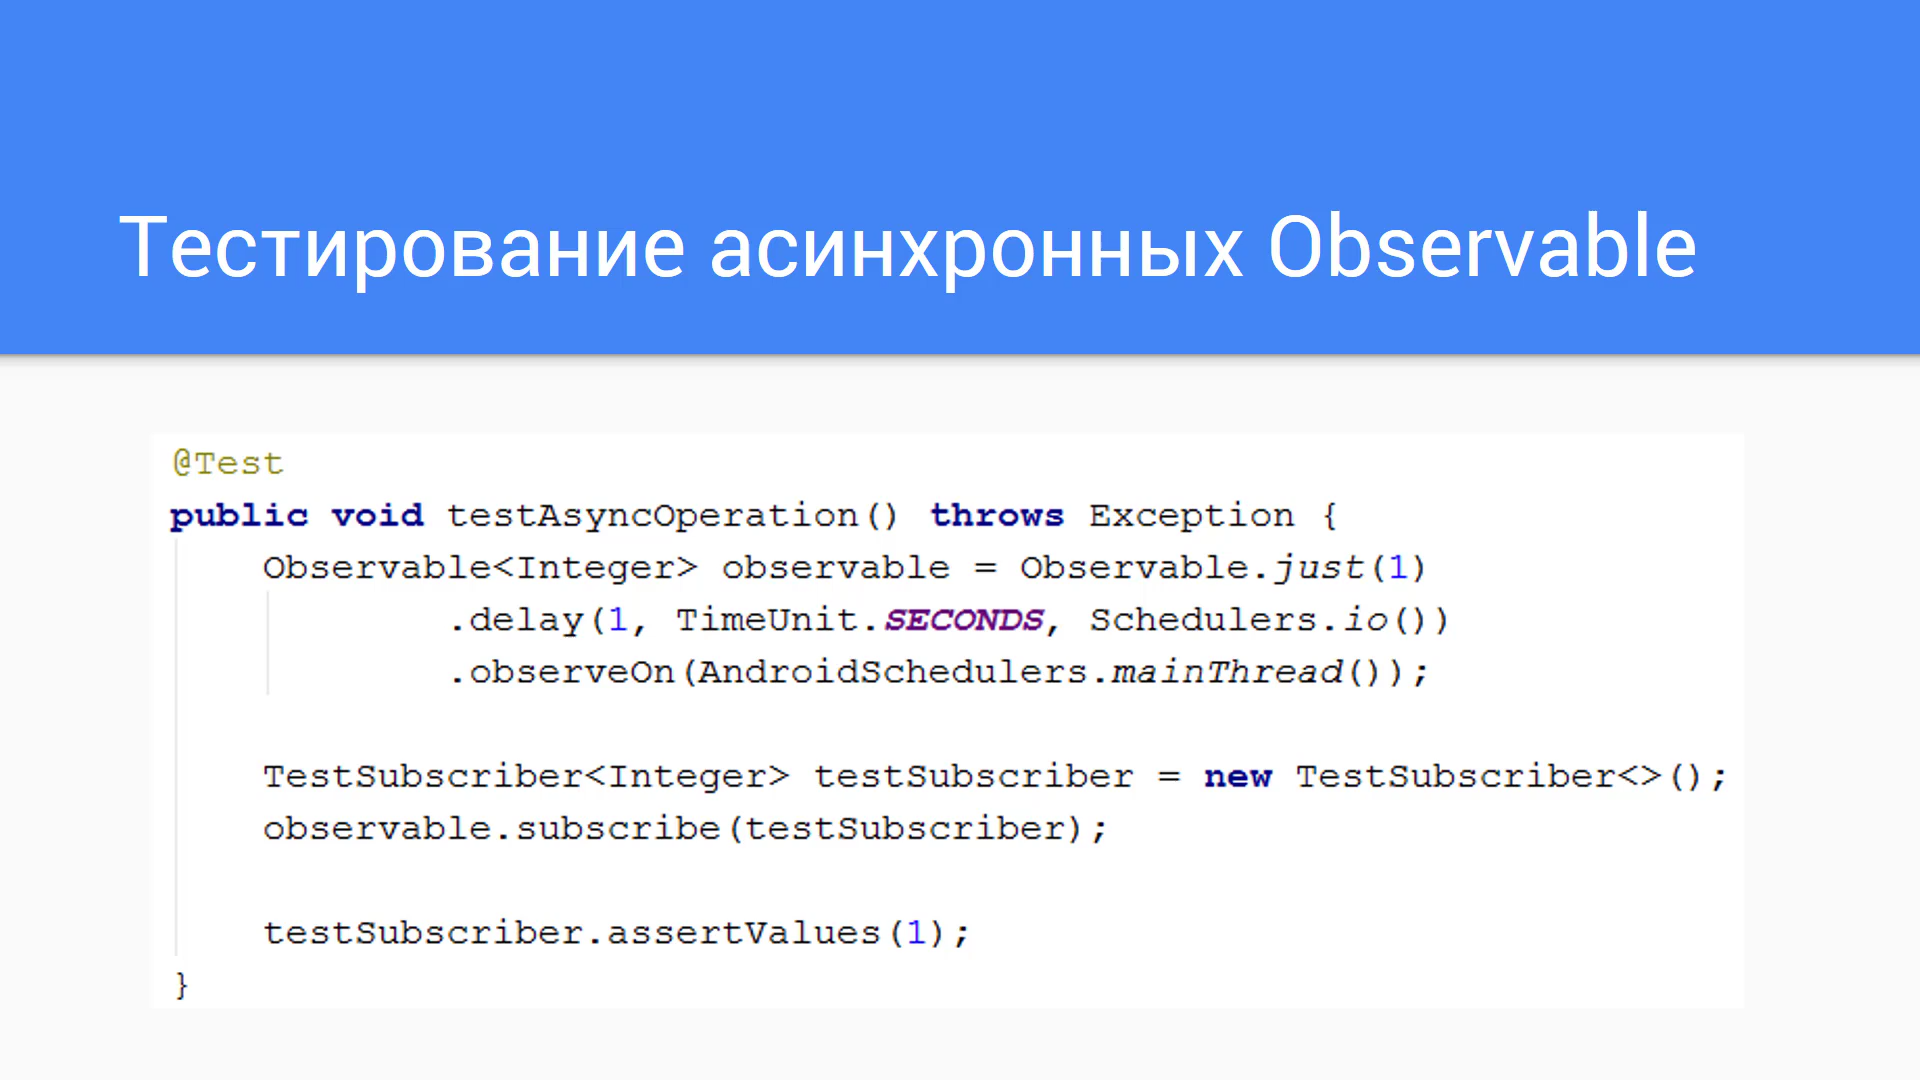 Тестирование асинхронных Observable
@Test
public void testAsyncOperation() throws Exception {
Observable<Integer> observable = Observable.just(1)
.delay(1, TimeUnit.SECONDS, Schedulers.io())
.observeOn(AndroidSchedulers.mainThread());
TestSubscriber<Integer> testSubscriber = new TestSubscriber<>();
observable.subscribe(testSubscriber);
testSubscriber.assertValues(1);
}